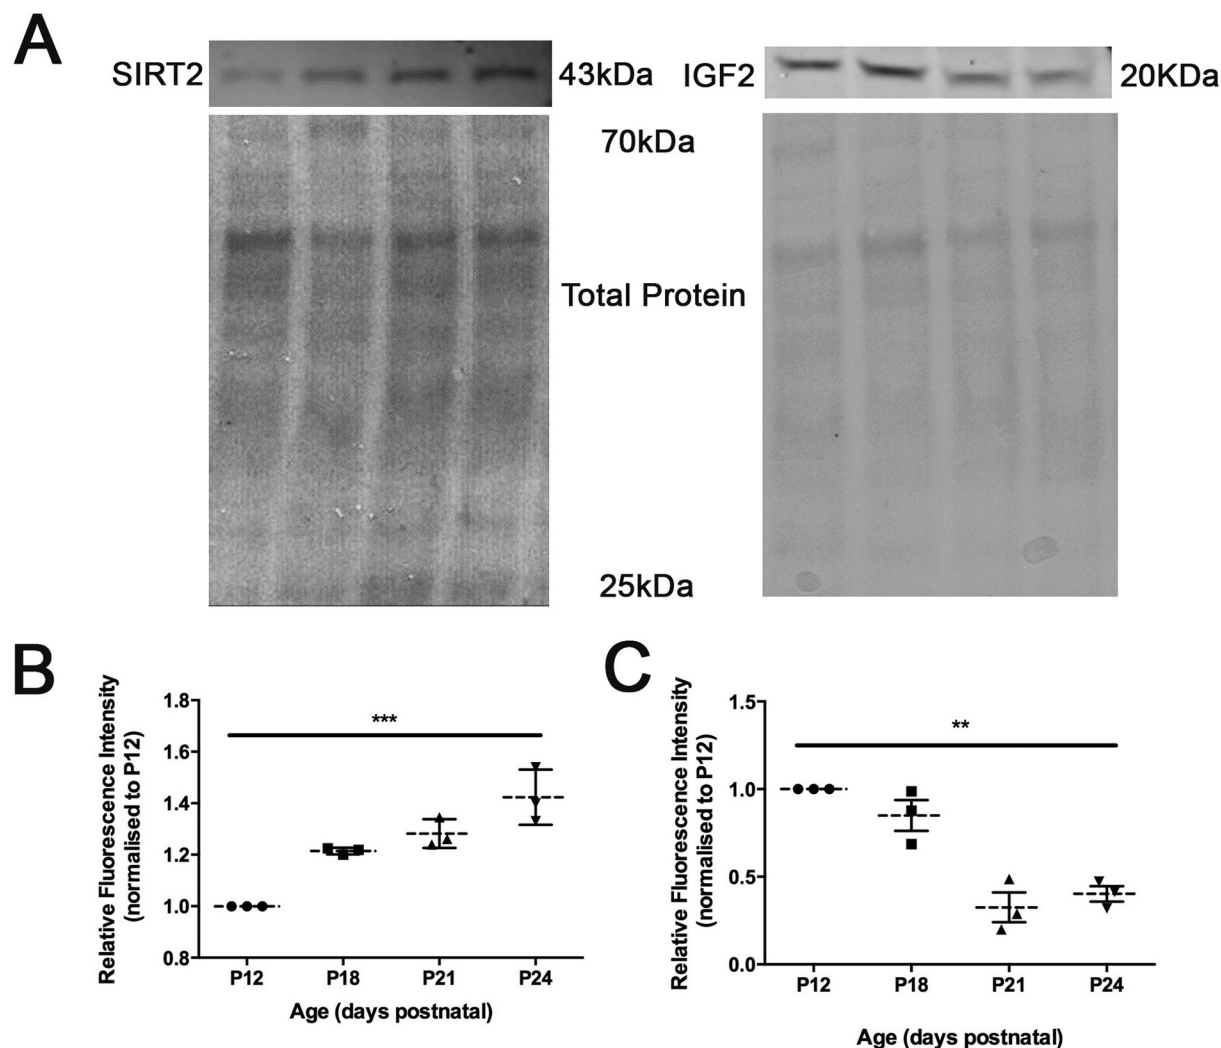 A
SIRT2
43kDa
IGF2
20KDa
70kDa
Total Protein
25kDa
B
Relative Fluorescence Intensity
(normalised to P12)
1.8
1.6
1.4
1.2
1.0
0.8
***
P12
P18
P21
P24
Age (days postnatal)
C
Relative Fluorescence Intensity
(normalised to P12)
1.5
1.0
0.5
0.0
**
P12
P18
P21
P24
Age (days postnatal)